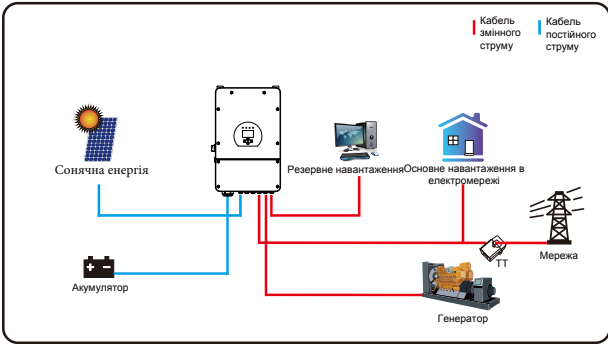 Кабель
змінного
струму
Кабель
постійного
струму
Сонячна енергія
Резервне навантаження
Основне навантаження в
електромережі
ТТ
Мережа
Акумулятор
Генератор